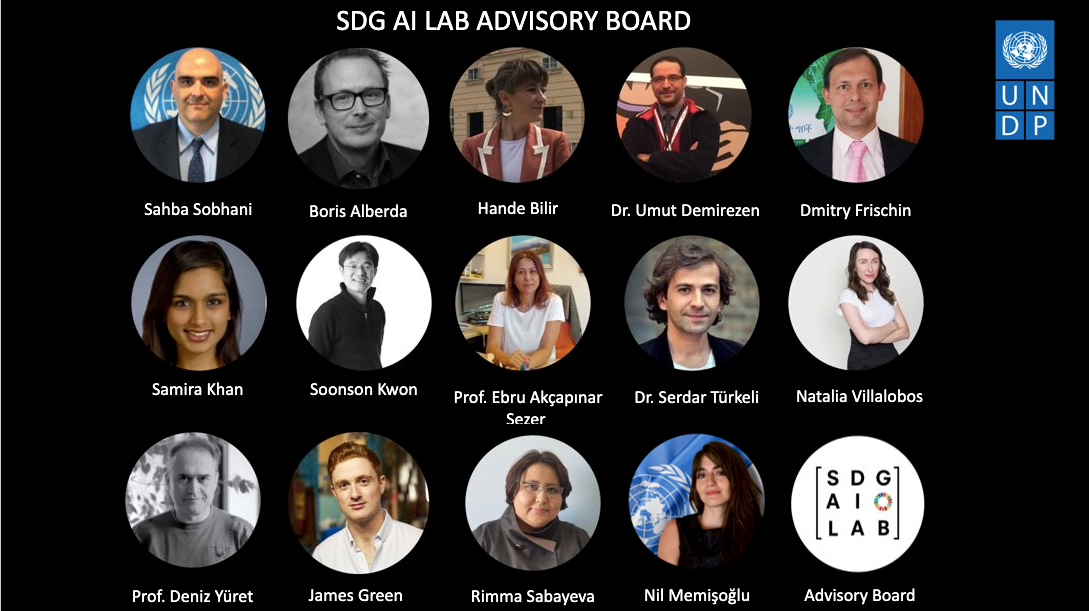 SDG AI LAB ADVISORY BOARD
U N
D P
Sahba Sobhani
Boris Alberda
Hande Bilir
Dr. Umut Demirezen
Dmitry Frischin
Samira Khan
Soonson Kwon
Prof. Ebru Akçapınar
Sezer
Dr. Serdar Türkeli
Natalia Villalobos
S D G
A I
L A B
Prof. Deniz Yüret
James Green
Rimma Sabayeva
Nil Memişoğlu
Advisory Board